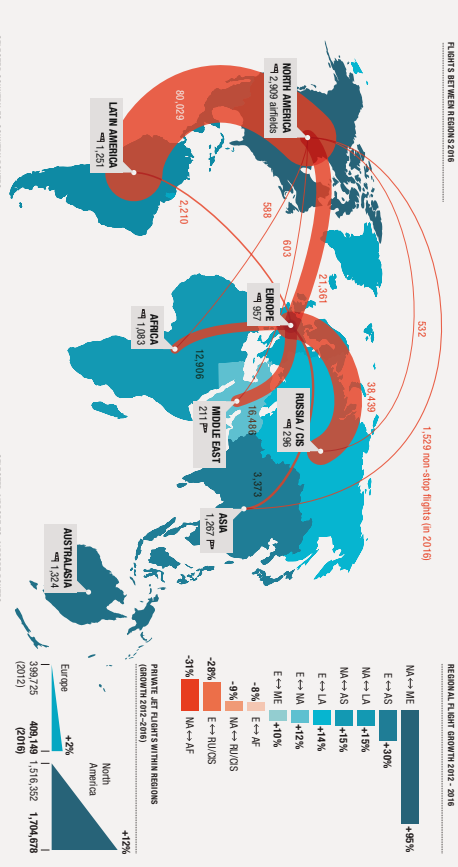 FLIGHTS BETWEEN REGIONS 2016
NORTH AMERICA
2,909 airfields
LATIN AMERICA
1,251
EUROPE
957
AFRICA
1,083
MIDDLE EAST
211
RUSSIA / CIS
296
ASIA
1,267
AUSTRALASIA
1,324
80,029
2,210
588
603
21,361
532
1,529 non-stop flights (in 2016)
38,439
12,906
16,486
3,373
REGIONAL FLIGHT GROWTH 2012 - 2016
NA ↔ ME +95%
E ↔ AS +30%
NA ↔ LA +15%
NA ↔ AS +15%
E ↔ LA +14%
E ↔ NA +12%
E ↔ ME +10%
-8% E ↔ AF
-9% NA ↔ RU/CIS
-28% E ↔ RU/CIS
-31% NA ↔ AF
PRIVATE JET FLIGHTS WITHIN REGIONS
(GROWTH 2012–2016)
Europe
+2%
399,725
(2012)
409,149
(2016)
North
America
+12%
1,516,352
1,704,678